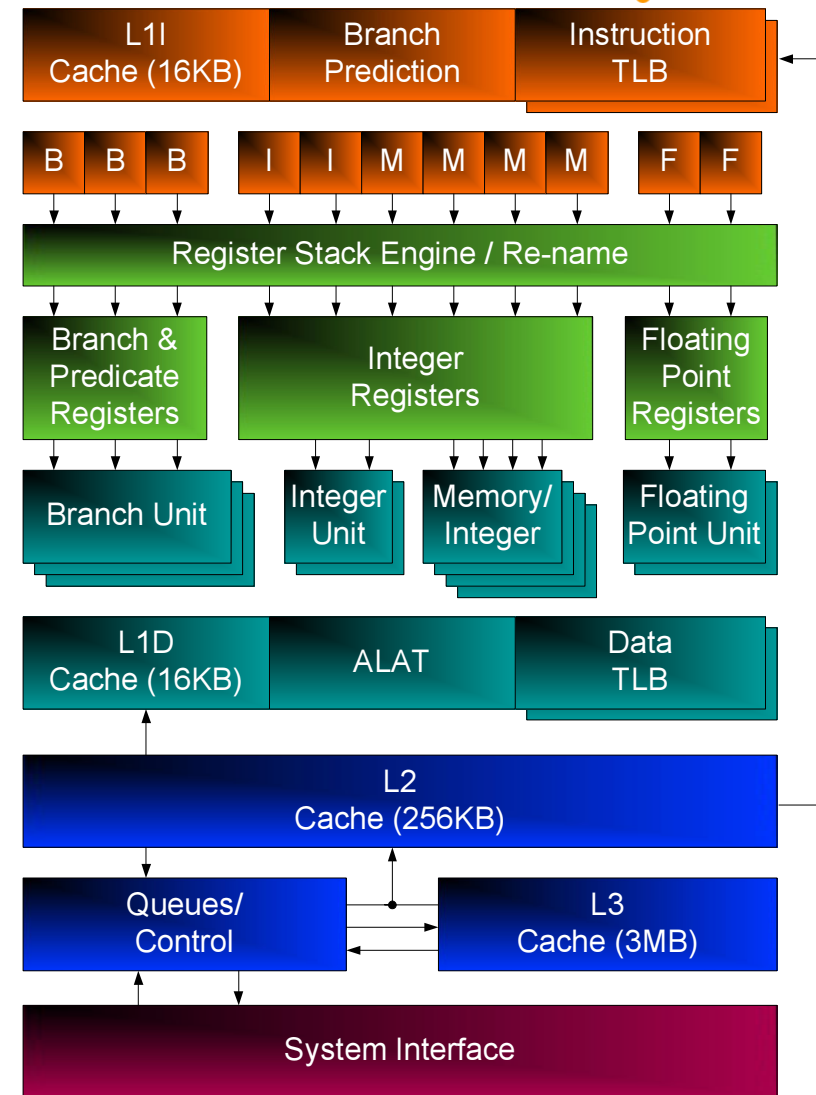 L1I
Cache (16KB)
Branch
Prediction
Instruction
TLB
B B B I I M M M M F F
Register Stack Engine / Re-name
Branch &
Predicate
Registers
Integer
Registers
Floating
Point
Registers
Branch Unit
Integer
Unit
Memory/
Integer
Floating
Point Unit
L1D
Cache (16KB)
ALAT
Data
TLB
L2
Cache (256KB)
Queues/
Control
L3
Cache (3MB)
System Interface